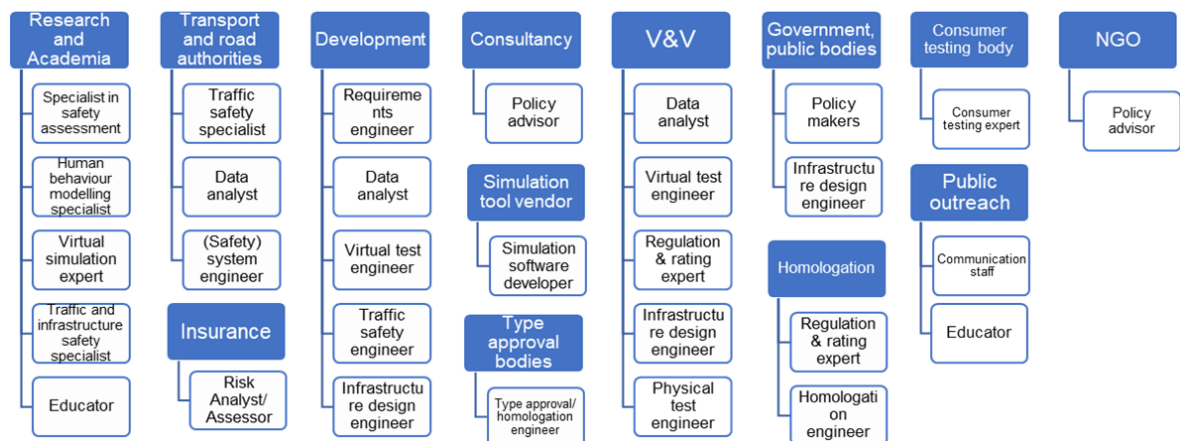 Research
and
Academia
Specialist in
safety
assessment
Human
behaviour
modelling
specialist
Virtual
simulation
expert
Traffic and
infrastructure
safety
specialist
Educator
Transport
and road
authorities
Traffic
safety
specialist
Data
analyst
(Safety)
system
engineer
Insurance
Risk
Analyst/
Assessor
Development
Requireme
nts
engineer
Data
analyst
Virtual test
engineer
Traffic
safety
engineer
Infrastructu
re design
engineer
Consultancy
Policy
advisor
Simulation
tool vendor
Simulation
software
developer
Type
approval
bodies
Type approval/
homologation
engineer
V&V
Data
analyst
Virtual test
engineer
Regulation
& rating
expert
Infrastructu
re design
engineer
Physical
test
engineer
Government,
public bodies
Policy
makers
Infrastructu
re design
engineer
Homologation
Regulation
& rating
expert
Homologati
on engineer
Consumer
testing body
Consumer
testing expert
Public
outreach
Communication
staff
Educator
NGO
Policy
advisor